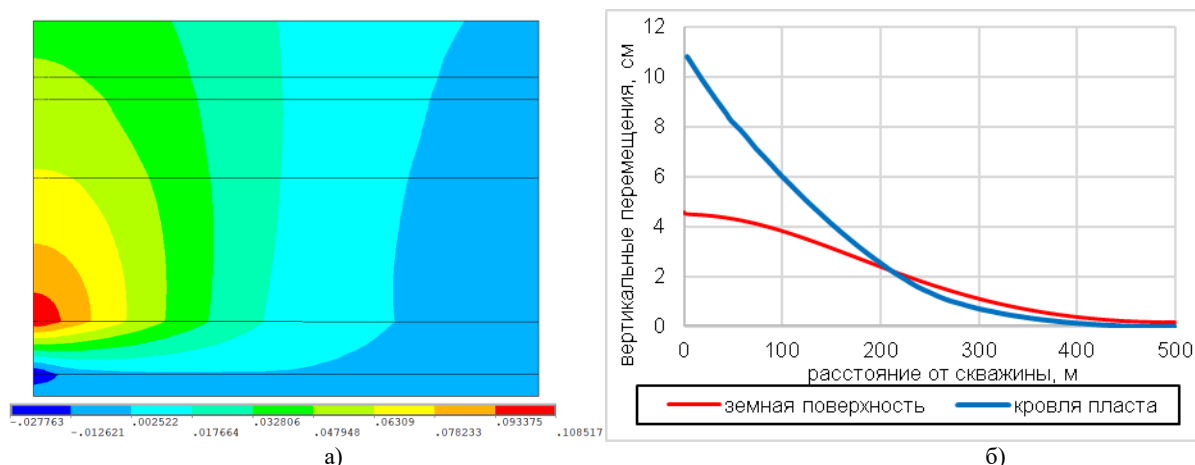 -.027763
-.012621
.002522
.017664
.032806
.047948
.06309
.078233
.093375
.108517
а)
вертикальные перемещения, см
12
10
8
6
4
2
0
0 100 200 300 400 500
расстояние от скважины, м
земная поверхность кровля пласта
б)